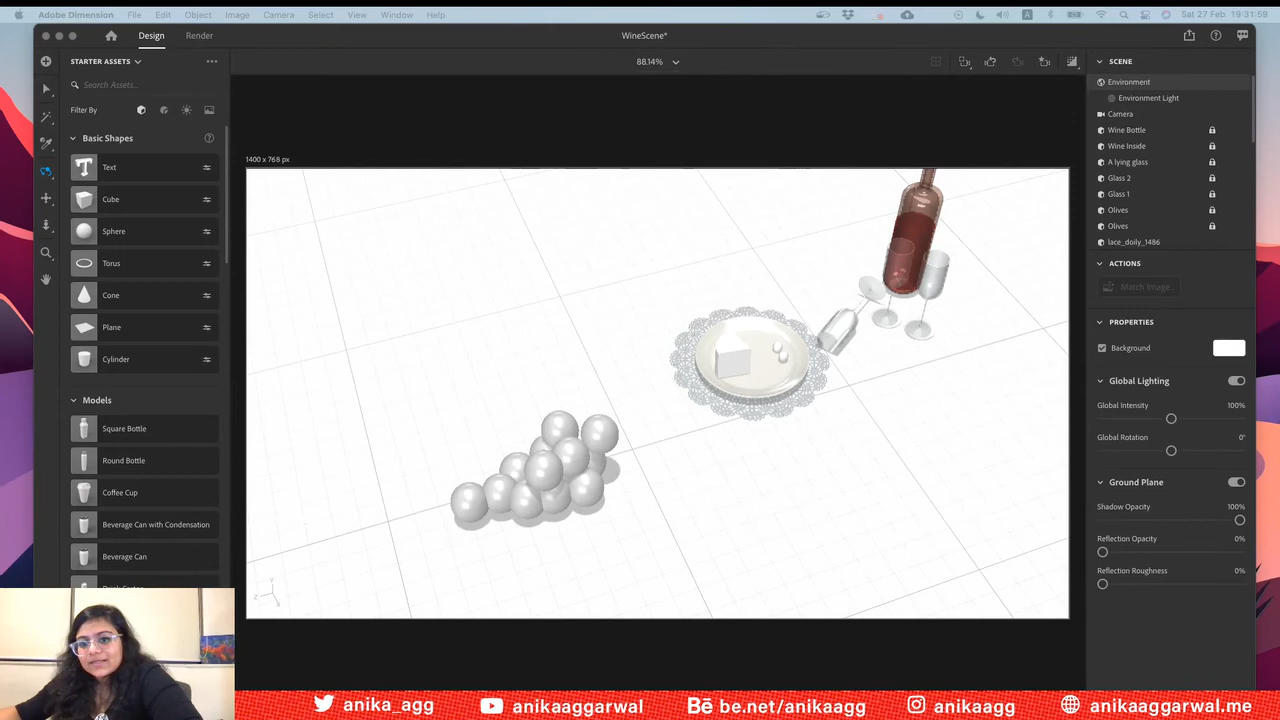 Adobe Dimension File Edit Object Image Camera Select View Window Help Sat 27 Feb 19:31:59
Design Render WineScene*
STARTER ASSETS
88.14%
Search Assets...
Filter By
Basic Shapes
Text
Cube
Sphere
Torus
Cone
Plane
Cylinder
Models
Square Bottle
Round Bottle
Coffee Cup
Beverage Can with Condensation
Beverage Can
1400 x 768 px
SCENE
Environment
Environment Light
Camera
Wine Bottle
Wine Inside
A lying glass
Glass 2
Glass 1
Olives
Olives
lace_doily_1486
ACTIONS
Match Image...
PROPERTIES
Background
Global Lighting
Global Intensity 100%
Global Rotation 0°
Ground Plane
Shadow Opacity 100%
Reflection Opacity 0%
Reflection Roughness 0%
anika_agg anikaaggarwal be.net/anikaagg anikaagg anikaaggarwal.me